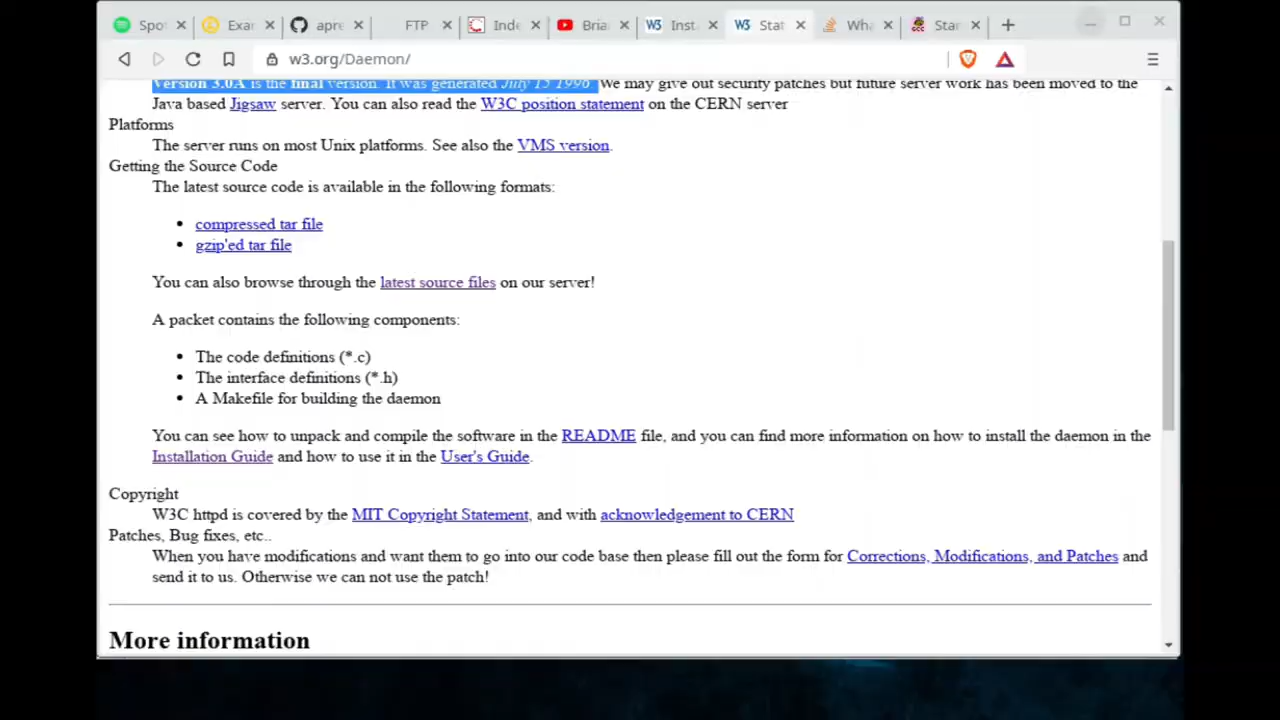 Spot
Exar
apre
FTP
Inde
Bria
Inst
Stat
Wha
Star
w3.org/Daemon/
Version 3.0A is the final version. It was generated July 15 1996. We may give out security patches but future server work has been moved to the
Java based Jigsaw server. You can also read the W3C position statement on the CERN server
Platforms
The server runs on most Unix platforms. See also the VMS version.
Getting the Source Code
The latest source code is available in the following formats:
• compressed tar file
• gzip'ed tar file
You can also browse through the latest source files on our server!
A packet contains the following components:
• The code definitions (*.c)
• The interface definitions (*.h)
• A Makefile for building the daemon
You can see how to unpack and compile the software in the README file, and you can find more information on how to install the daemon in the
Installation Guide and how to use it in the User's Guide.
Copyright
W3C httpd is covered by the MIT Copyright Statement, and with acknowledgement to CERN
Patches, Bug fixes, etc..
When you have modifications and want them to go into our code base then please fill out the form for Corrections, Modifications, and Patches and
send it to us. Otherwise we can not use the patch!
More information